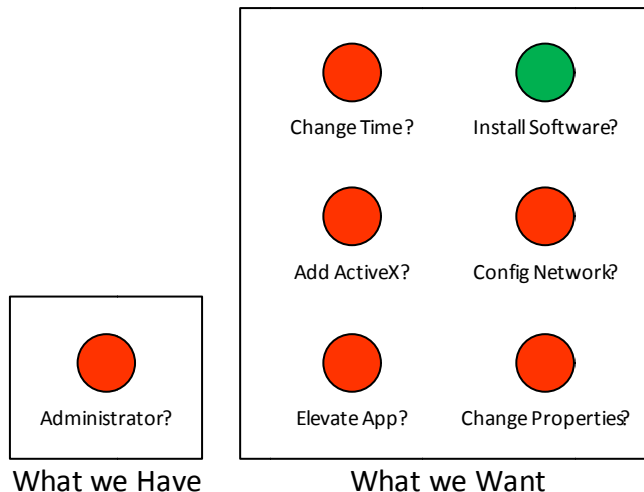 Change Time?
Install Software?
Add ActiveX?
Config Network?
Administrator?
Elevate App?
Change Properties?
What we Have
What we Want